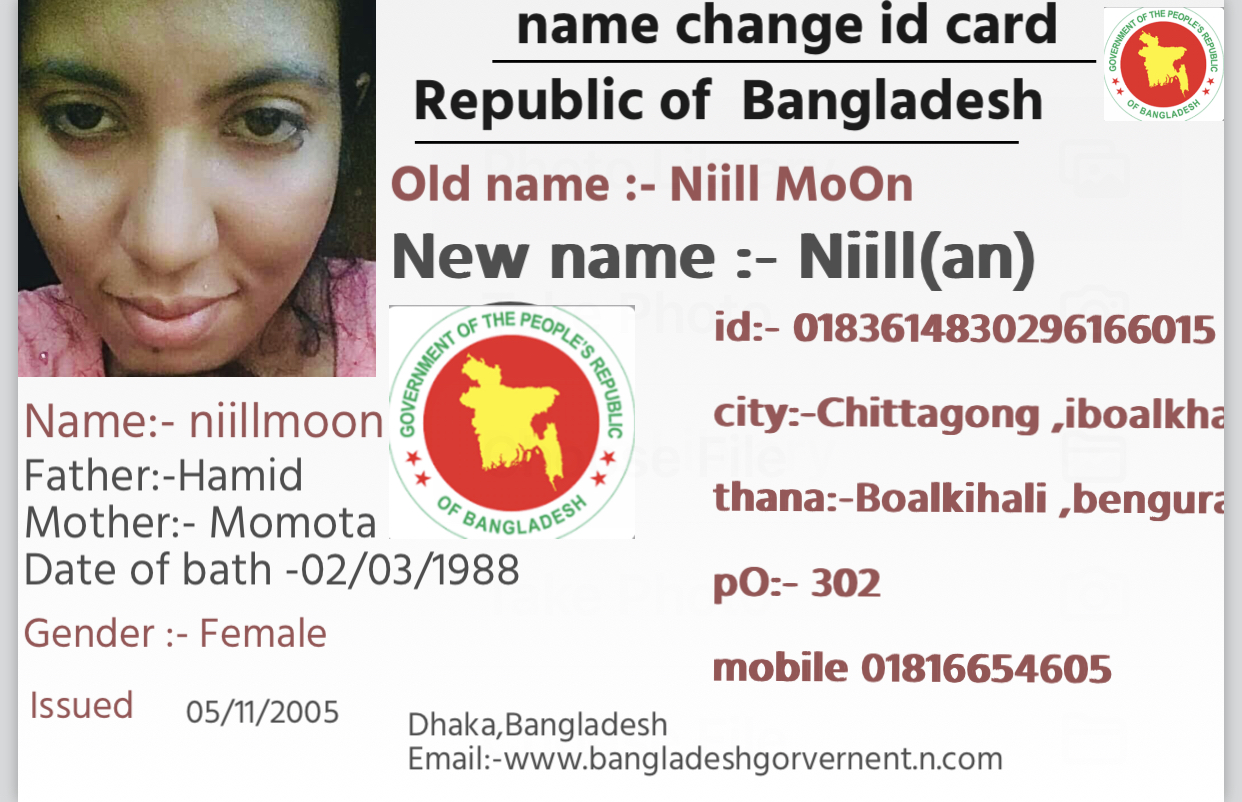 name change id card
Republic of Bangladesh
GOVERNMENT OF THE PEOPLE'S REPUBLIC
OF BANGLADESH
Old name :- Niill MoOn
New name :- Niill(an)
GOVERNMENT OF THE PEOPLE'S REPUBLIC
OF BANGLADESH
id:- 0183614830296166015
city:-Chittagong ,iboalkha
thana:-Boalkihali ,bengura
pO:- 302
mobile 01816654605
Name:- niillmoon
Father:-Hamid
Mother:- Momota
Date of bath -02/03/1988
Gender :- Female
Issued 05/11/2005
Dhaka,Bangladesh
Email:-www.bangladeshgorvernent.n.com